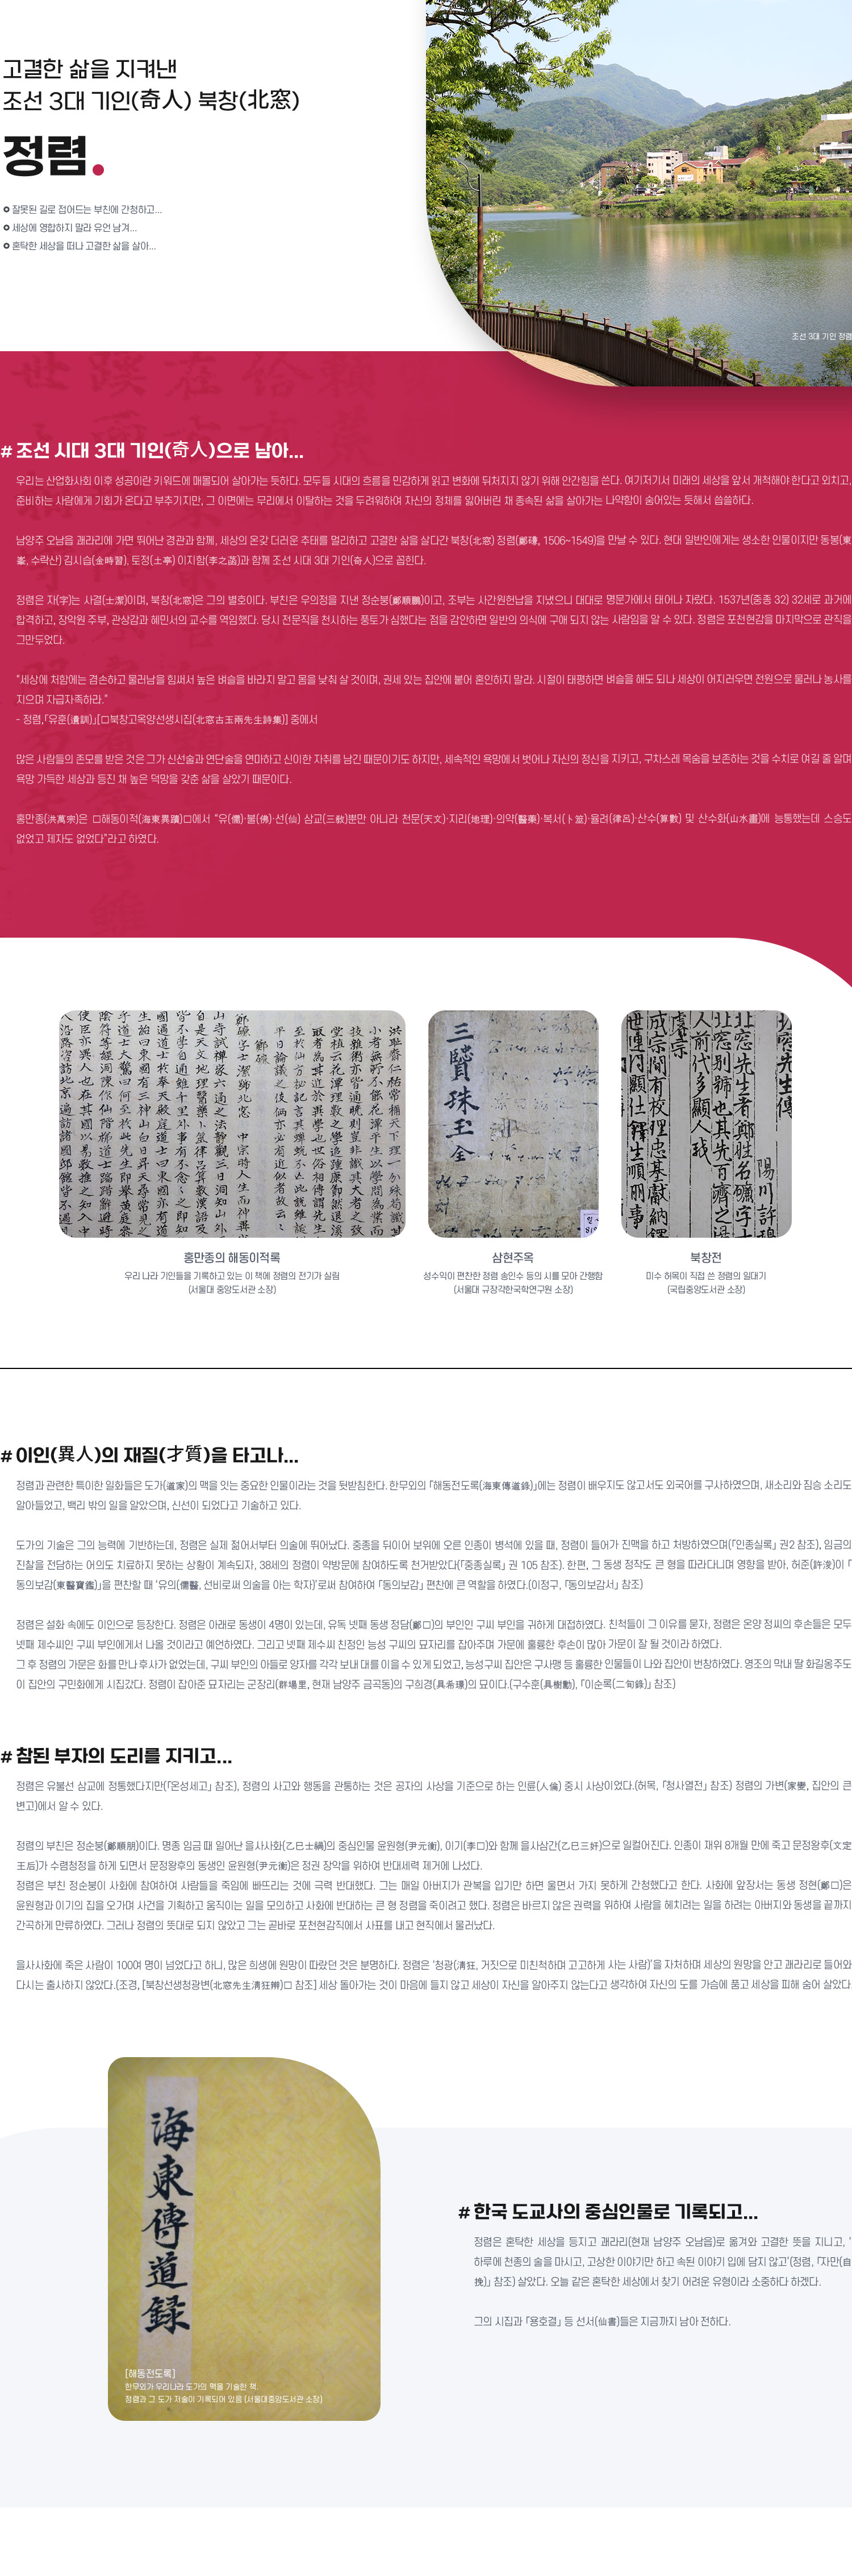 고결한 삶을 지켜낸
조선 3대 기인(奇人) 북창(北窓)
정렴.
잘못된 길로 접어드는 부친에 간청하고...
세상에 영합하지 말라 유언 남겨...
혼탁한 세상을 떠나 고결한 삶을 살아...
조선 3대 기인 정렴
# 조선 시대 3대 기인(奇人)으로 남아...
우리는 산업화사회 이후 성공이란 키워드에 매몰되어 살아가는 듯하다. 모두들 시대의 흐름을 민감하게 읽고 변화에 뒤처지지 않기 위해 안간힘을 쓴다. 여기저기서 미래의 세상을 앞서 개척해야 한다고 외치고,
준비하는 사람에게 기회가 온다고 부추기지만, 그 이면에는 무리에서 이탈하는 것을 두려워하여 자신의 정체를 잃어버린 채 종속된 삶을 살아가는 나약함이 숨어있는 듯해서 씁쓸하다.
남양주 오남읍 괘라리에 가면 뛰어난 경관과 함께, 세상의 온갖 더러운 추태를 멀리하고 고결한 삶을 살다간 북창(北窓) 정렴(鄭磏, 1506~1549)을 만날 수 있다. 현대 일반인에게는 생소한 인물이지만 동봉(東
峯, 수락산) 김시습(金時習), 토정(土亭) 이지함(李之菡)과 함께 조선 시대 3대 기인(奇人)으로 꼽힌다.
정렴은 자(字)는 사결(士潔)이며, 북창(北窓)은 그의 별호이다. 부친은 우의정을 지낸 정순붕(鄭順鵬)이고, 조부는 사간원헌납을 지냈으니 대대로 명문가에서 태어나 자랐다. 1537년(중종 32) 32세로 과거에
합격하고, 장악원 주부, 관상감과 혜민서의 교수를 역임했다. 당시 전문직을 천시하는 풍토가 심했다는 점을 감안하면 일반의 의식에 구애 되지 않는 사람임을 알 수 있다. 정렴은 포천현감을 마지막으로 관직을
그만두었다.
“세상에 처함에는 겸손하고 물러남을 힘써서 높은 벼슬을 바라지 말고 몸을 낮춰 살 것이며, 권세 있는 집안에 붙어 혼인하지 말라. 시절이 태평하면 벼슬을 해도 되나 세상이 어지러우면 전원으로 물러나 농사를
지으며 자급자족하라.”
- 정렴,「유훈(遺訓)」[□북창고옥양선생시집(北窓古玉兩先生詩集)] 중에서
많은 사람들의 존모를 받은 것은 그가 신선술과 연단술을 연마하고 신이한 자취를 남긴 때문이기도 하지만, 세속적인 욕망에서 벗어나 자신의 정신을 지키고, 구차스레 목숨을 보존하는 것을 수치로 여길 줄 알며
욕망 가득한 세상과 등진 채 높은 덕망을 갖춘 삶을 살았기 때문이다.
홍만종(洪萬宗)은 □해동이적(海東異蹟)□에서 “유(儒)·불(佛)·선(仙) 삼교(三敎)뿐만 아니라 천문(天文)·지리(地理)·의약(醫藥)·복서(卜筮)·율려(律呂)·산수(算數) 및 산수화(山水畫)에 능통했는데 스승도
없었고 제자도 없었다”라고 하였다.
三賢珠玉全
홍만종의 해동이적록
우리 나라 기인들을 기록하고 있는 이 책에 정렴의 전기가 실림
(서울대 중앙도서관 소장)
삼현주옥
성수익이 편찬한 정렴 송인수 등의 시를 모아 간행함
(서울대 규장각한국학연구원 소장)
북창전
미수 허목이 직접 쓴 정렴의 일대기
(국립중앙도서관 소장)
# 이인(異人)의 재질(才質)을 타고나...
정렴과 관련한 특이한 일화들은 도가(道家)의 맥을 잇는 중요한 인물이라는 것을 뒷받침한다. 한무외의 「해동전도록(海東傳道錄)」에는 정렴이 배우지도 않고서도 외국어를 구사하였으며, 새소리와 짐승 소리도
알아들었고, 백리 밖의 일을 알았으며, 신선이 되었다고 기술하고 있다.
도가의 기술은 그의 능력에 기반하는데, 정렴은 실제 젊어서부터 의술에 뛰어났다. 중종을 뒤이어 보위에 오른 인종이 병석에 있을 때, 정렴이 들어가 진맥을 하고 처방하였으며(「인종실록」 권2 참조), 임금의
진찰을 전담하는 어의도 치료하지 못하는 상황이 계속되자, 38세의 정렴이 약방문에 참여하도록 천거받았다(「중종실록」 권 105 참조). 한편, 그 동생 정작도 큰 형을 따라다니며 영향을 받아, 허준(許浚)이 「
동의보감(東醫寶鑑)」을 편찬할 때 ‘유의(儒醫, 선비로써 의술을 아는 학자)’로써 참여하여 「동의보감」 편찬에 큰 역할을 하였다.(이정구, 「동의보감서」 참조)
정렴은 설화 속에도 이인으로 등장한다. 정렴은 아래로 동생이 4명이 있는데, 유독 넷째 동생 정담(鄭□)의 부인인 구씨 부인을 귀하게 대접하였다. 친척들이 그 이유를 묻자, 정렴은 온양 정씨의 후손들은 모두
넷째 제수씨인 구씨 부인에게서 나올 것이라고 예언하였다. 그리고 넷째 제수씨 친정인 능성 구씨의 묘자리를 잡아주며 가문에 훌륭한 후손이 많아 가문이 잘 될 것이라 하였다.
그 후 정렴의 가문은 화를 만나 후사가 없었는데, 구씨 부인의 아들로 양자를 각각 보내 대를 이을 수 있게 되었고, 능성구씨 집안은 구사맹 등 훌륭한 인물들이 나와 집안이 번창하였다. 영조의 막내 딸 화길옹주도
이 집안의 구민화에게 시집갔다. 정렴이 잡아준 묘자리는 군장리(群場里, 현재 남양주 금곡동)의 구희경(具希璟)의 묘이다.(구수훈(具樹勳), 「이순록(二旬錄)」 참조)
# 참된 부자의 도리를 지키고...
정렴은 유불선 삼교에 정통했다지만(「온성세고」 참조), 정렴의 사고와 행동을 관통하는 것은 공자의 사상을 기준으로 하는 인륜(人倫) 중시 사상이었다.(허목, 「청사열전」 참조) 정렴의 가변(家變, 집안의 큰
변고)에서 알 수 있다.
정렴의 부친은 정순붕(鄭順朋)이다. 명종 임금 때 일어난 을사사화(乙巳士禍)의 중심인물 윤원형(尹元衡), 이기(李□)와 함께 을사삼간(乙巳三奸)으로 일컬어진다. 인종이 재위 8개월 만에 죽고 문정왕후(文定
王后)가 수렴청정을 하게 되면서 문정왕후의 동생인 윤원형(尹元衡)은 정권 장악을 위하여 반대세력 제거에 나섰다.
정렴은 부친 정순붕이 사화에 참여하여 사람들을 죽임에 빠뜨리는 것에 극력 반대했다. 그는 매일 아버지가 관복을 입기만 하면 울면서 가지 못하게 간청했다고 한다. 사화에 앞장서는 동생 정현(鄭□)은
윤원형과 이기의 집을 오가며 사건을 기획하고 움직이는 일을 모의하고 사화에 반대하는 큰 형 정렴을 죽이려고 했다. 정렴은 바르지 않은 권력을 위하여 사람을 헤치려는 일을 하려는 아버지와 동생을 끝까지
간곡하게 만류하였다. 그러나 정렴의 뜻대로 되지 않았고 그는 곧바로 포천현감직에서 사표를 내고 현직에서 물러났다.
을사사화에 죽은 사람이 100여 명이 넘었다고 하니, 많은 희생에 원망이 따랐던 것은 분명하다. 정렴은 ‘청광(淸狂, 거짓으로 미친척하며 고고하게 사는 사람)’을 자처하며 세상의 원망을 안고 괘라리로 들어와
다시는 출사하지 않았다.(조경, [북창선생청광변(北窓先生淸狂辨)□ 참조] 세상 돌아가는 것이 마음에 들지 않고 세상이 자신을 알아주지 않는다고 생각하여 자신의 도를 가슴에 품고 세상을 피해 숨어 살았다
海東傳道録
[해동전도록]
한무외가 우리나라 도가의 맥을 기술한 책.
정렴과 그 도가 저술이 기록되어 있음 (서울대중앙도서관 소장)
# 한국 도교사의 중심인물로 기록되고...
정렴은 혼탁한 세상을 등지고 괘라리(현재 남양주 오남읍)로 옮겨와 고결한 뜻을 지니고, ‘
하루에 천종의 술을 마시고, 고상한 이야기만 하고 속된 이야기 입에 담지 않고’(정렴, 「자만(自
挽)」 참조) 살았다. 오늘 같은 혼탁한 세상에서 찾기 어려운 유형이라 소중하다 하겠다.
그의 시집과 「용호결」 등 선서(仙書)들은 지금까지 남아 전하다.